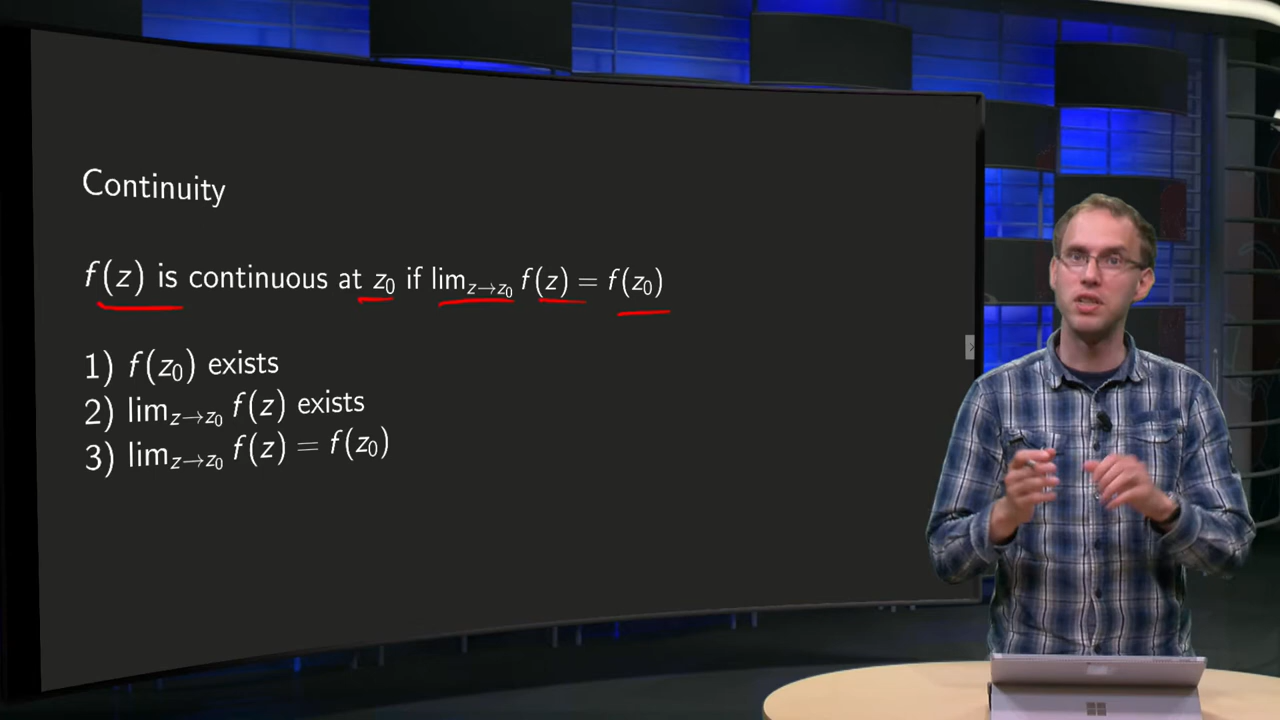 Continuity
f(z) is continuous at z₀ if lim_{z→z₀} f(z) = f(z₀)
1) f(z₀) exists
2) lim_{z→z₀} f(z) exists
3) lim_{z→z₀} f(z) = f(z₀)